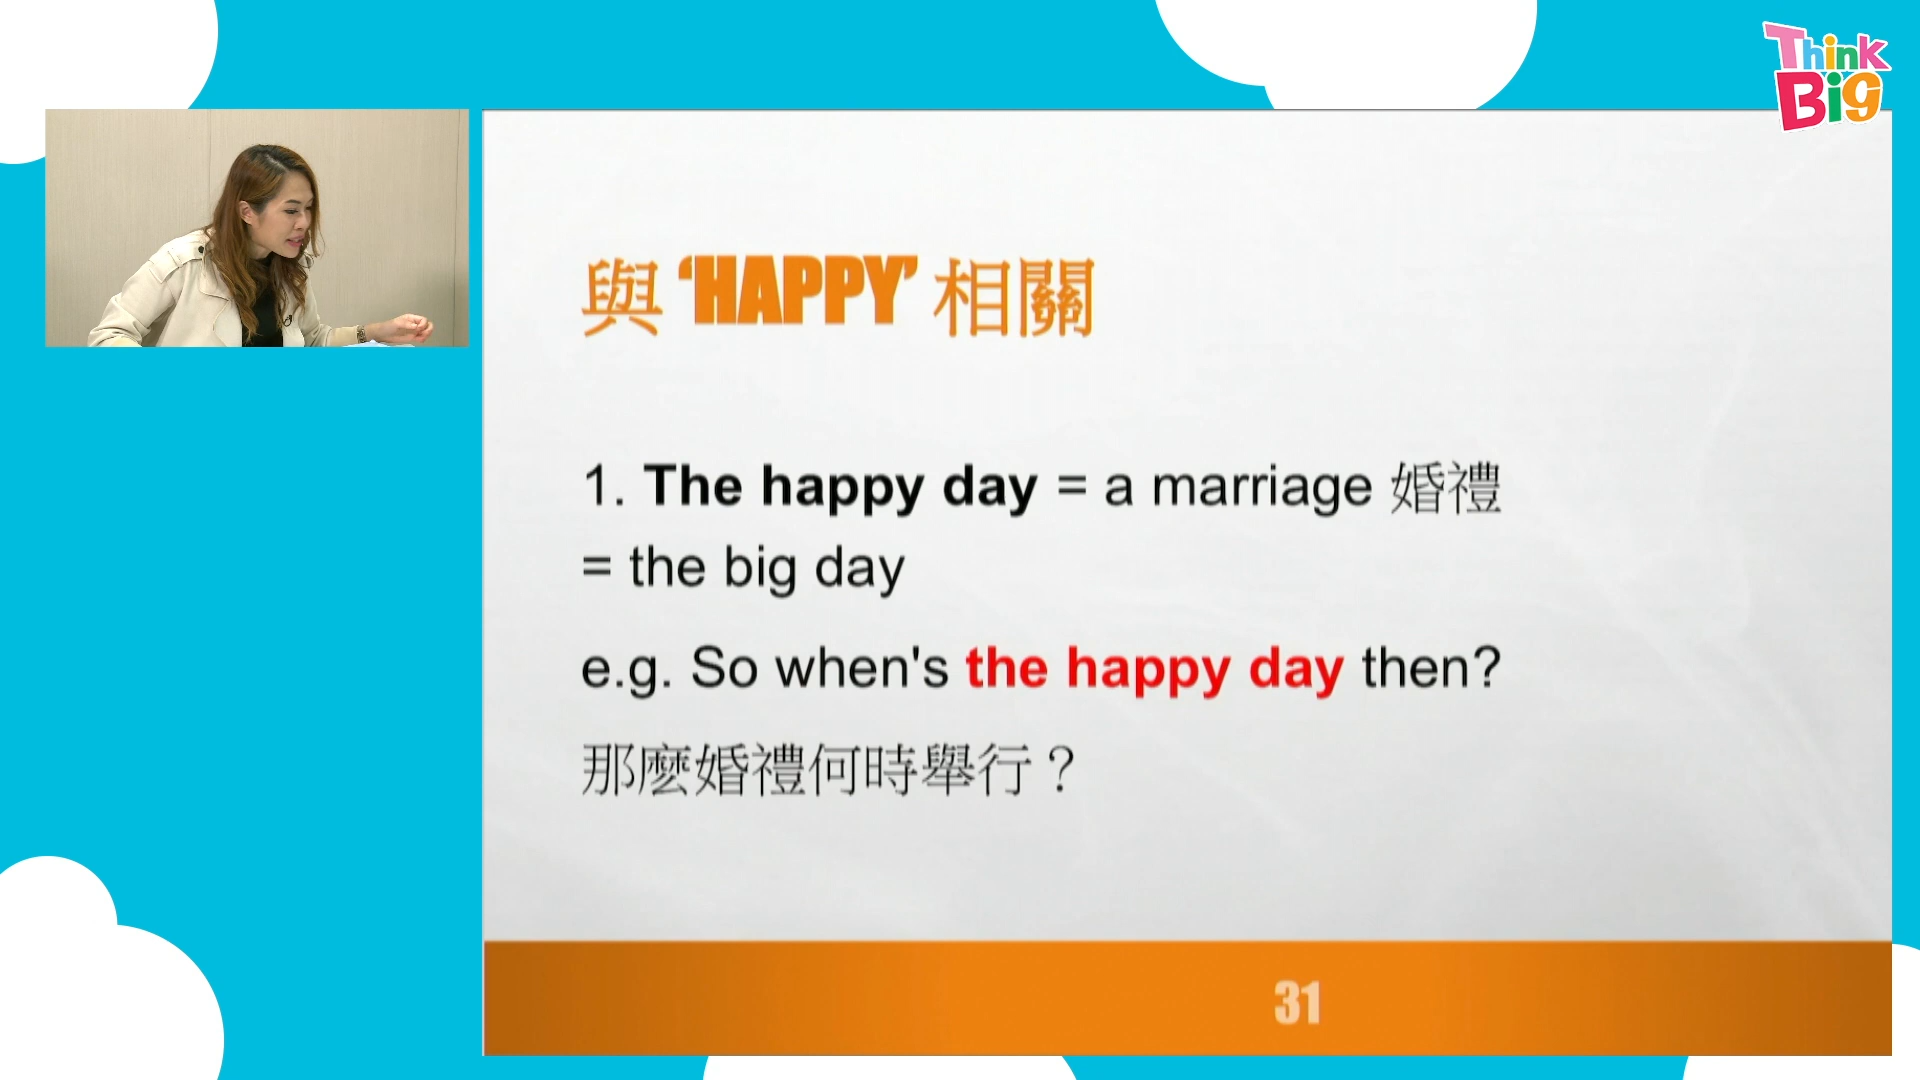 Think
Big
與 ‘HAPPY’ 相關
1. The happy day = a marriage 婚禮
= the big day
e.g. So when's the happy day then?
那麼婚禮何時舉行？
31